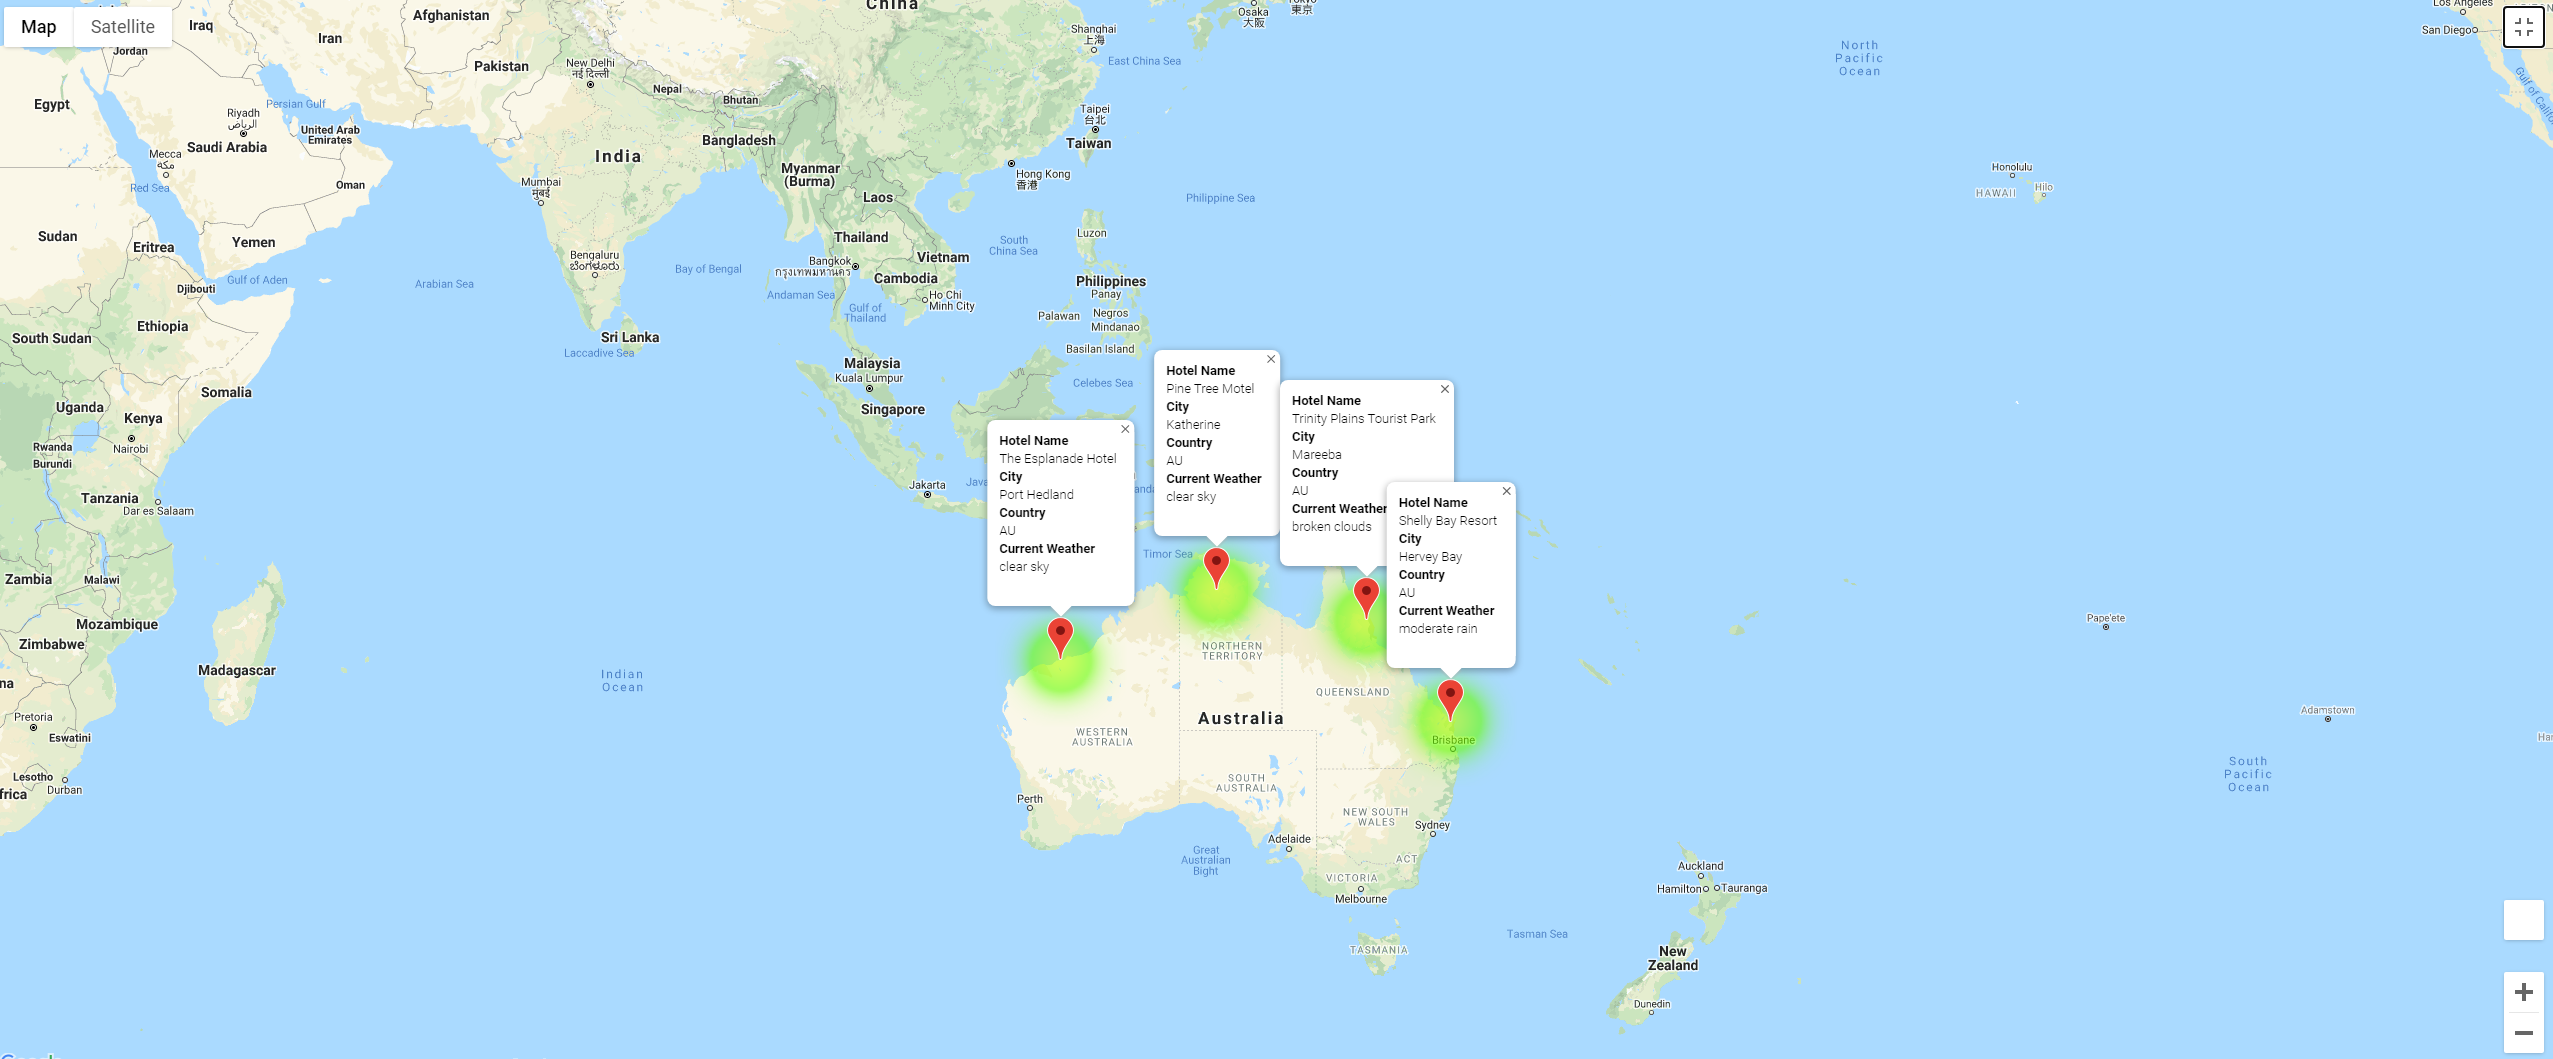 Map
Satellite
China
Afghanistan
Iraq
Iran
Jordan
Pakistan
New Delhi
नई दिल्ली
Nepal
Bhutan
Shanghai
上海
East China Sea
Osaka
大阪
東京
North
Pacific
Ocean
Los Angeles
San Diego
Egypt
Persian Gulf
Riyadh
الرياض
United Arab
Emirates
Saudi Arabia
Mecca
مكة
Red Sea
Oman
India
Bangladesh
Taipei
台北
Taiwan
Mumbai
मुंबई
Myanmar
(Burma)
Hong Kong
香港
Laos
Philippine Sea
Honolulu
HAWAII
Hilo
Sudan
Eritrea
Yemen
Gulf of Aden
Djibouti
Arabian Sea
Bengaluru
ಬೆಂಗಳೂರು
Bay of Bengal
Thailand
Bangkok
กรุงเทพมหานคร
Andaman Sea
Vietnam
Cambodia
Ho Chi
Minh City
Gulf of
Thailand
South
China Sea
Luzon
Philippines
Panay
Negros
Palawan
Mindanao
Basilan Island
Celebes Sea
South Sudan
Ethiopia
Sri Lanka
Laccadive Sea
Malaysia
Kuala Lumpur
Singapore
Somalia
Uganda
Kenya
Rwanda
Nairobi
Burundi
Tanzania
Dar es Salaam
Jakarta
Hotel Name
The Esplanade Hotel
City
Port Hedland
Country
AU
Current Weather
clear sky
Hotel Name
Pine Tree Motel
City
Katherine
Country
AU
Current Weather
clear sky
Hotel Name
Trinity Plains Tourist Park
City
Mareeba
Country
AU
Current Weather
broken clouds
Hotel Name
Shelly Bay Resort
City
Hervey Bay
Country
AU
Current Weather
moderate rain
Timor Sea
Zambia
Malawi
Mozambique
Zimbabwe
Madagascar
Indian
Ocean
Pretoria
Eswatini
Lesotho
Durban
NORTHERN
TERRITORY
QUEENSLAND
Australia
WESTERN
AUSTRALIA
Brisbane
SOUTH
AUSTRALIA
Perth
NEW SOUTH
WALES
Sydney
Adelaide
Great
Australian
Bight
ACT
VICTORIA
Melbourne
TASMANIA
Tasman Sea
Auckland
Hamilton
Tauranga
New
Zealand
Dunedin
Pape'ete
Adamstown
South
Pacific
Ocean